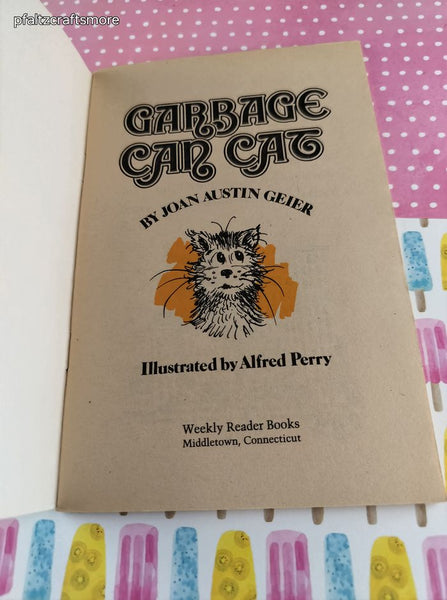 pfaltzcraftsmore
GARBAGE
CAN CAT
BY JOAN AUSTIN GEIER
Illustrated by Alfred Perry
Weekly Reader Books
Middletown, Connecticut